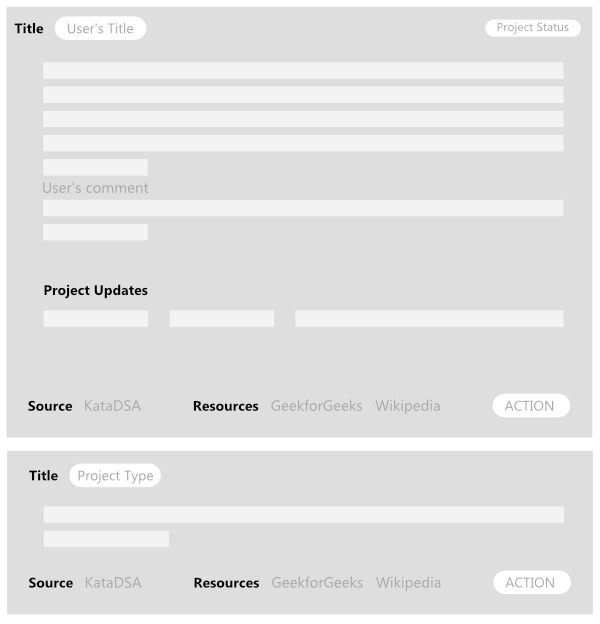 Title User's Title Project Status
User's comment
Project Updates
Source KataDSA Resources GeekforGeeks Wikipedia ACTION
Title Project Type
Source KataDSA Resources GeekforGeeks Wikipedia ACTION